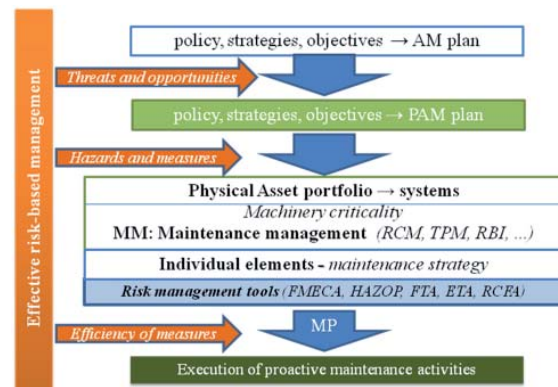 Effective risk-based management
policy, strategies, objectives → AM plan
Threats and opportunities
policy, strategies, objectives → PAM plan
Hazards and measures
Physical Asset portfolio → systems
Machinery criticality
MM: Maintenance management (RCM, TPM, RBI, ...)
Individual elements - maintenance strategy
Risk management tools (FMECA, HAZOP, FTA, ETA, RCFA)
Efficiency of measures
MP
Execution of proactive maintenance activities